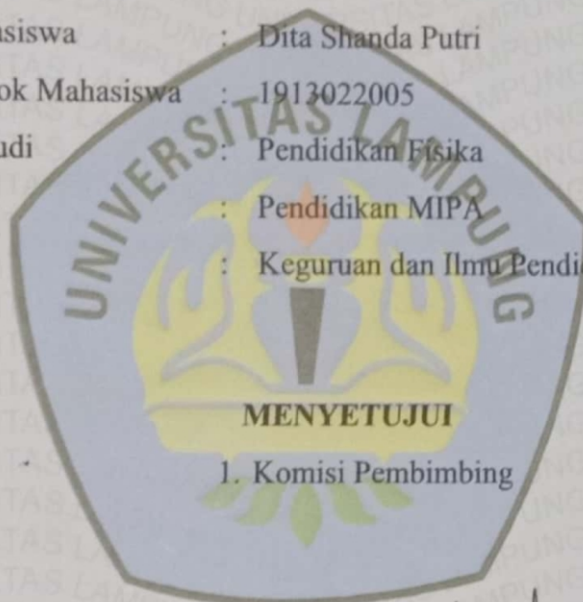 asiswa : Dita Shanda Putri
ok Mahasiswa : 1913022005
udi : Pendidikan Fisika
: Pendidikan MIPA
: Keguruan dan Ilmu Pendi
UNIVERSITAS LAMPUNG
MENYETUJUI
1. Komisi Pembimbing